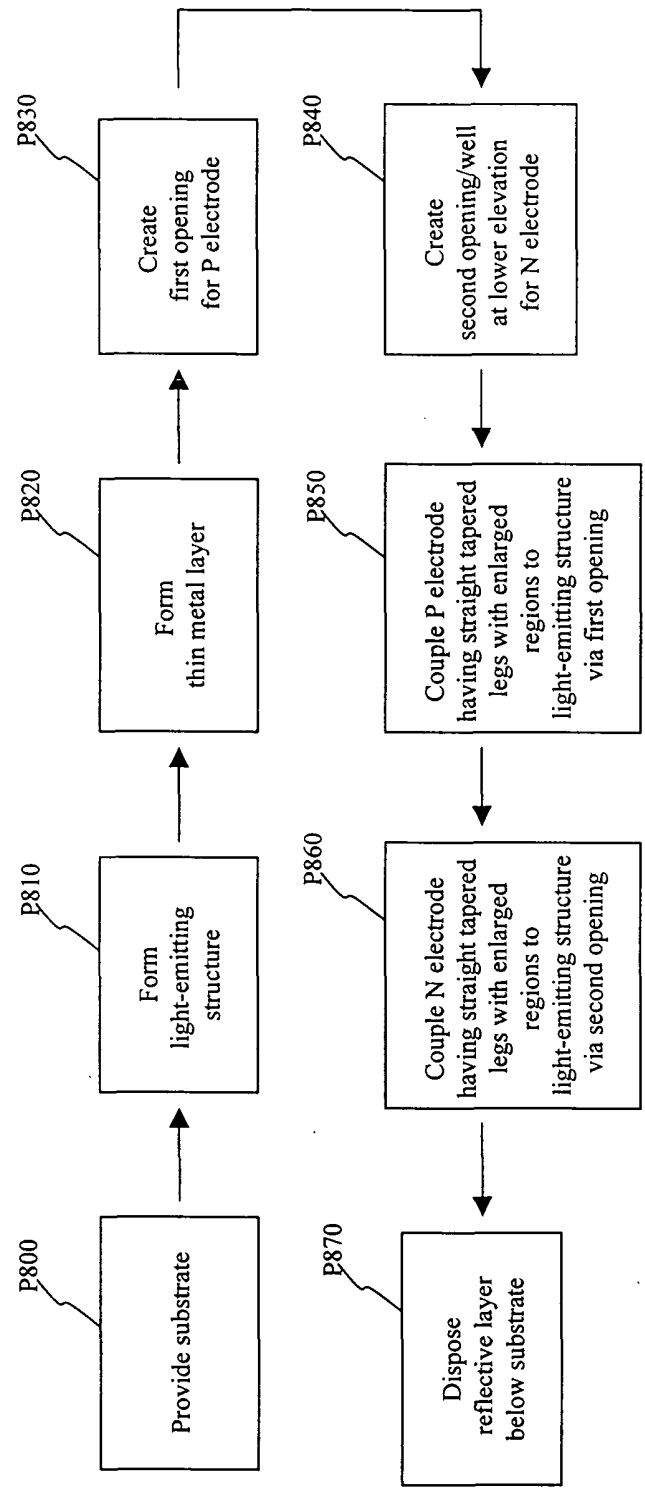 P800
Provide substrate
P810
Form
light-emitting
structure
P820
Form
thin metal layer
P830
Create
first opening
for P electrode
P840
Create
second opening/well
at lower elevation
for N electrode
P850
Couple P electrode
having straight tapered
legs with enlarged
regions to
light-emitting structure
via first opening
P860
Couple N electrode
having straight tapered
legs with enlarged
regions to
light-emitting structure
via second opening
P870
Dispose
reflective layer
below substrate